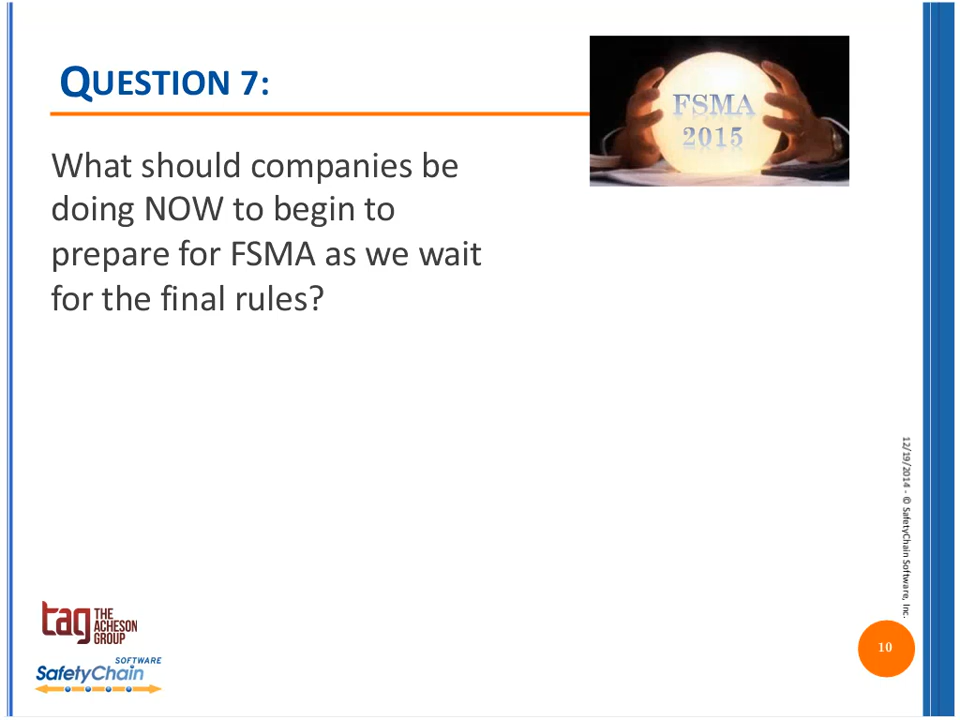 QUESTION 7:
FSMA
2015
What should companies be
doing NOW to begin to
prepare for FSMA as we wait
for the final rules?
12/19/2014 - © SafetyChain Software, Inc.
tag THE
ACHESON
GROUP
10
SOFTWARE
SafetyChain